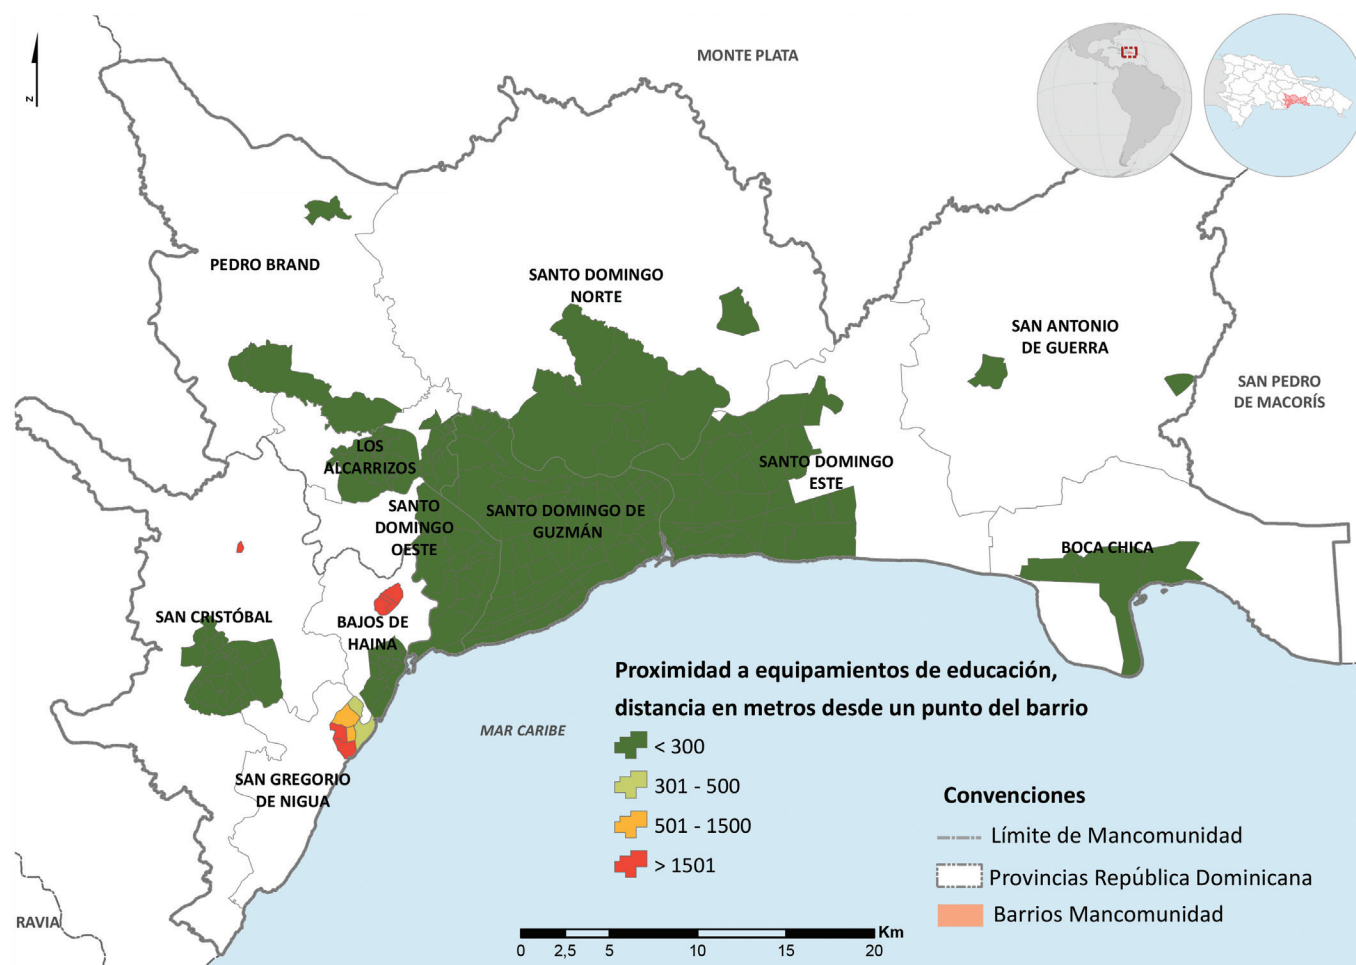 MONTE PLATA
N
PEDRO BRAND
SANTO DOMINGO
NORTE
SAN ANTONIO
DE GUERRA
SAN PEDRO
DE MACORÍS
LOS
ALCARRIZOS
SANTO DOMINGO
ESTE
SANTO
DOMINGO
OESTE
SANTO DOMINGO DE
GUZMÁN
BOCA CHICA
SAN CRISTÓBAL
BAJOS DE
HAINA
MAR CARIBE
SAN GREGORIO
DE NIGUA
RAVIA
Proximidad a equipamientos de educación,
distancia en metros desde un punto del barrio
< 300
301 - 500
501 - 1500
> 1501
Convenciones
Límite de Mancomunidad
Provincias República Dominicana
Barrios Mancomunidad
Km
0 2,5 5 10 15 20